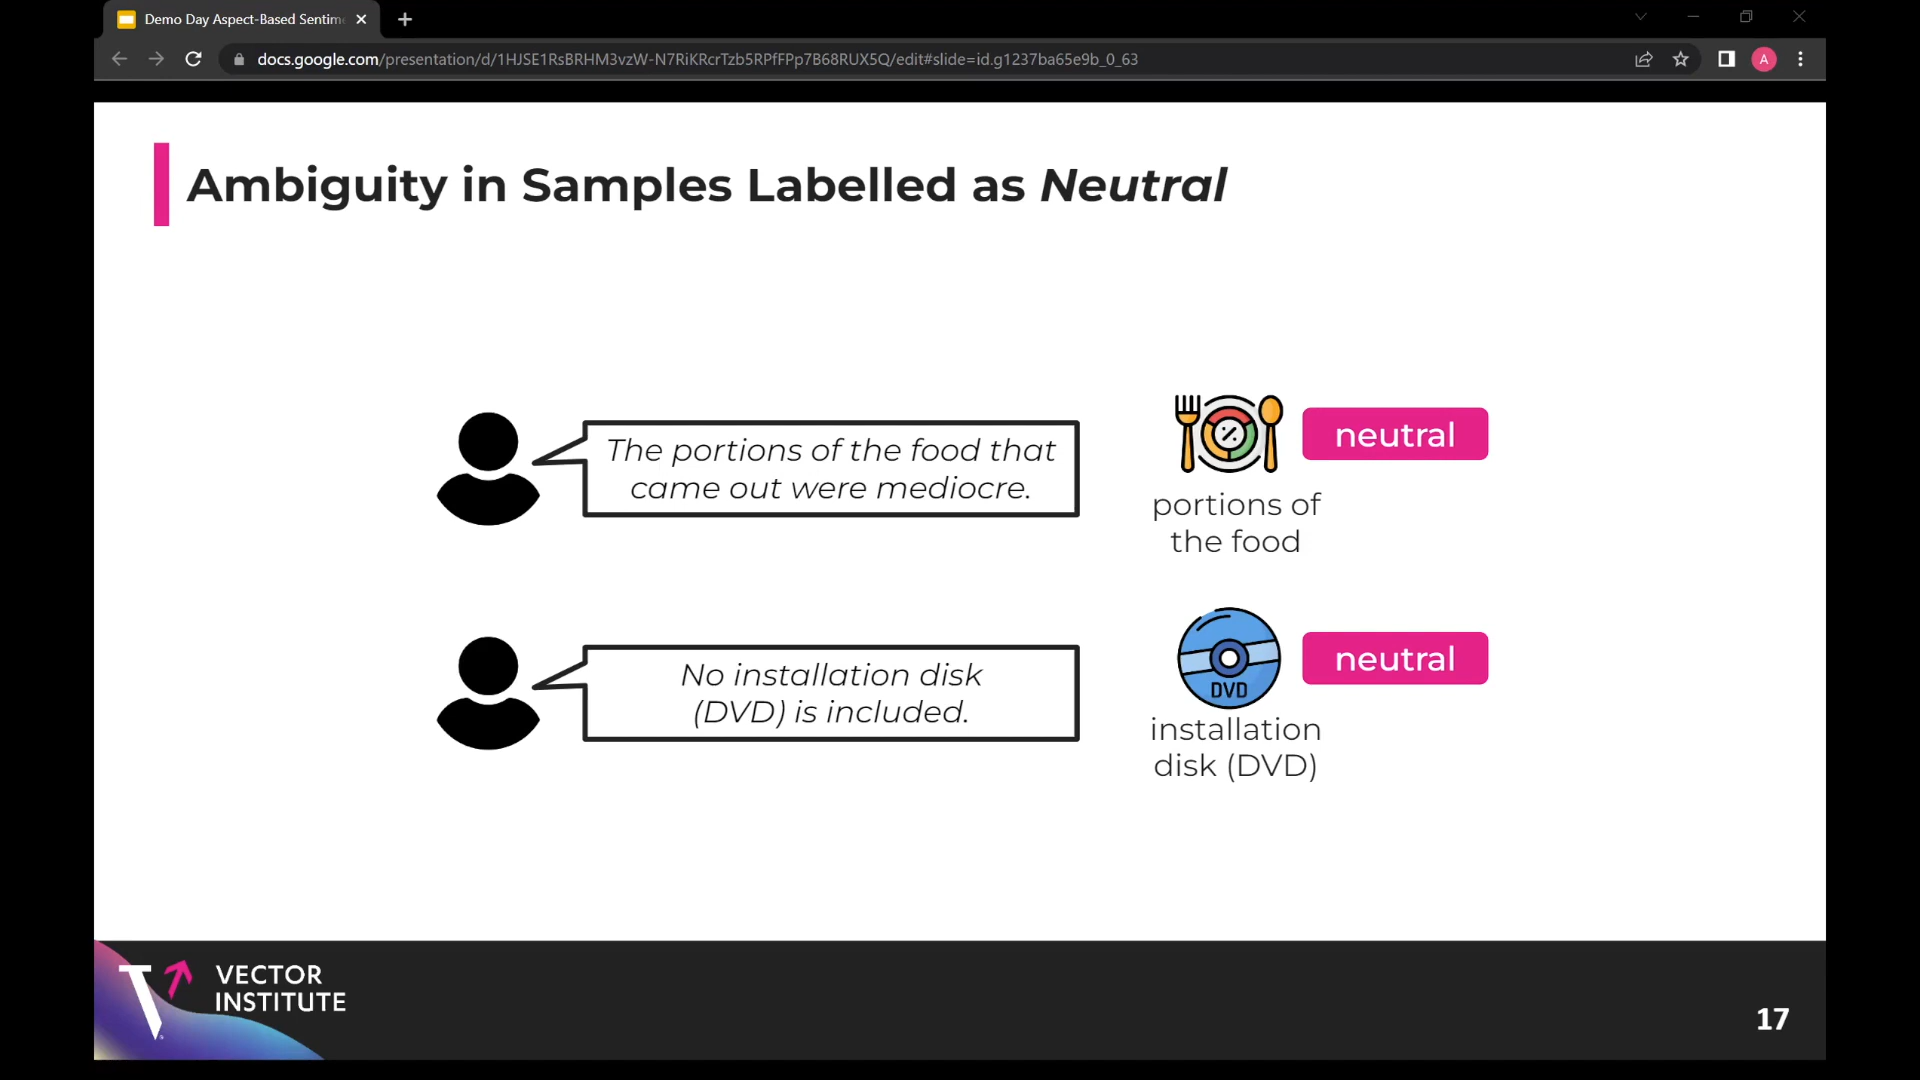 Demo Day Aspect-Based Sentime
docs.google.com/presentation/d/1HJSE1RsBRHM3vzW-N7RiKRcrTzb5RPfFPp7B68RUX5Q/edit#slide=id.g1237ba65e9b_0_63
A
Ambiguity in Samples Labelled as Neutral
The portions of the food that
came out were mediocre.
neutral
portions of
the food
No installation disk
(DVD) is included.
DVD
neutral
installation
disk (DVD)
VECTOR
INSTITUTE
17